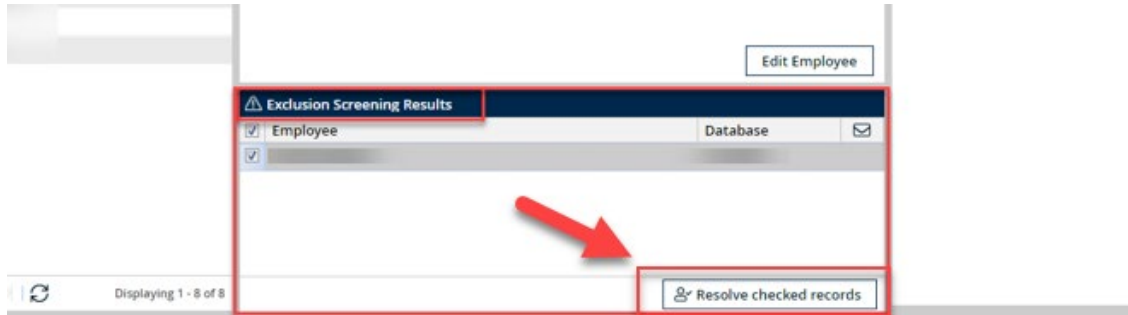 Edit Employee
Exclusion Screening Results
Employee Database
Displaying 1 - 8 of 8
Resolve checked records